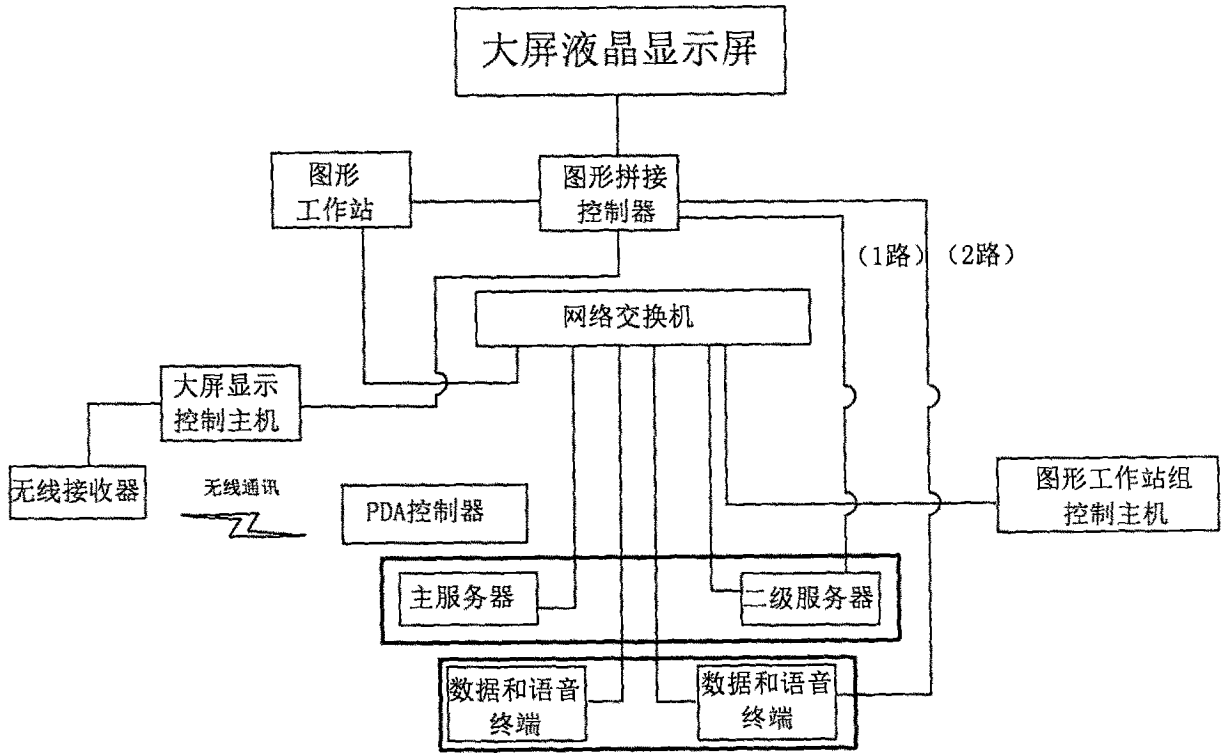 大屏液晶显示屏
图形
工作站
图形拼接
控制器
（1路）
（2路）
网络交换机
大屏显示
控制主机
无线接收器
无线通讯
PDA控制器
图形工作站组
控制主机
主服务器
二级服务器
数据和语音
终端
数据和语音
终端